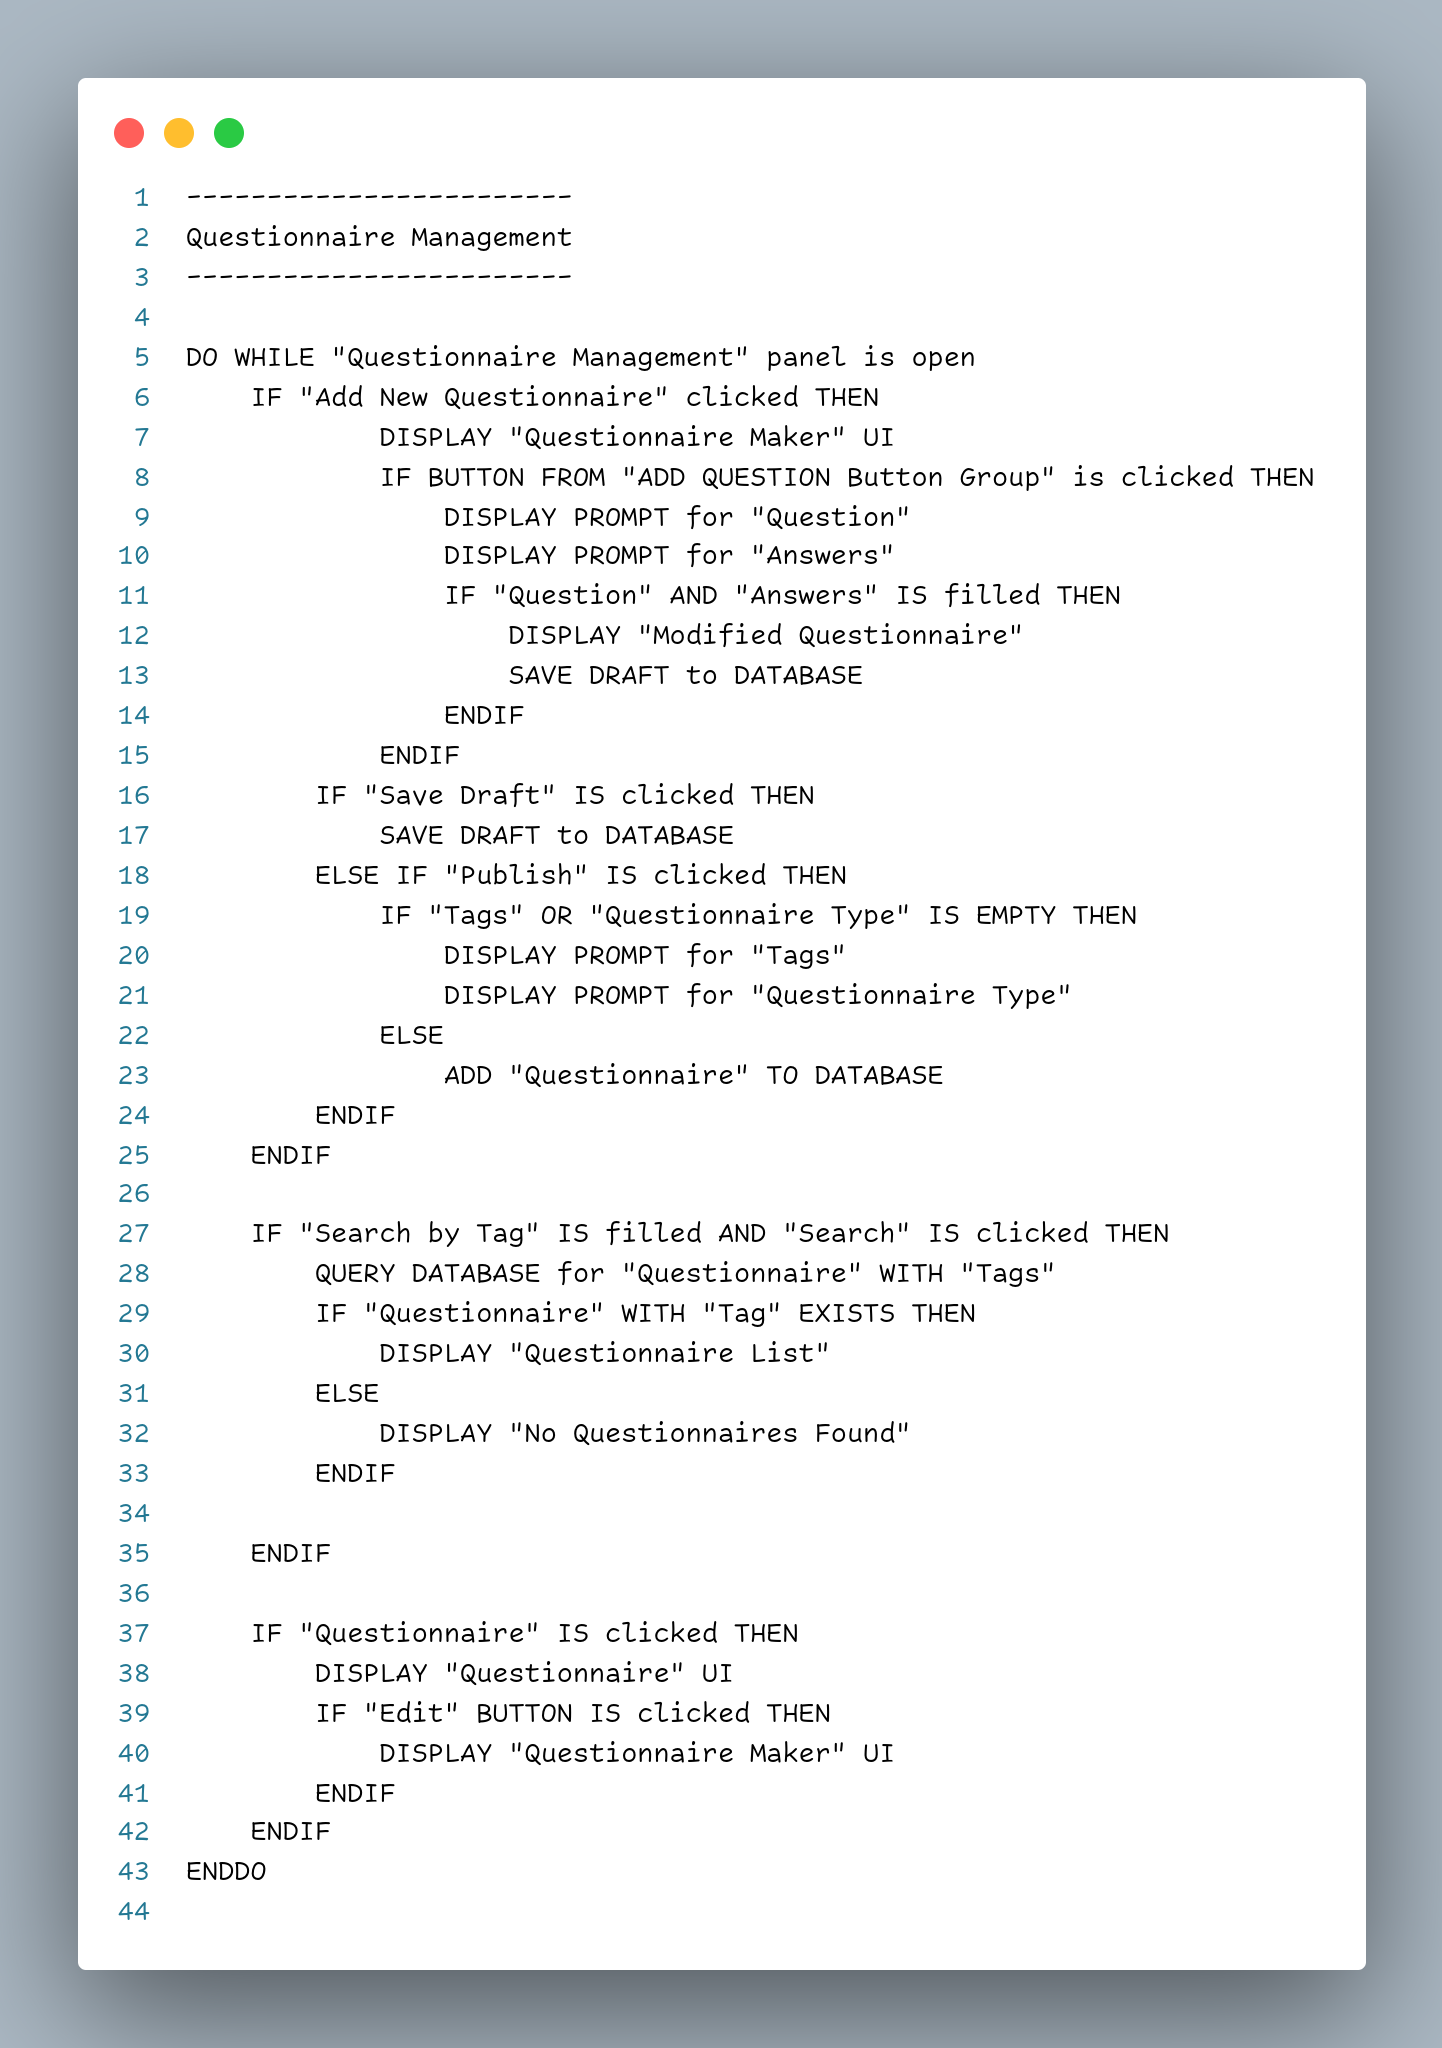 1 ------------------------
2 Questionnaire Management
3 ------------------------
4
5 DO WHILE "Questionnaire Management" panel is open
6     IF "Add New Questionnaire" clicked THEN
7             DISPLAY "Questionnaire Maker" UI
8             IF BUTTON FROM "ADD QUESTION Button Group" is clicked THEN
9                 DISPLAY PROMPT for "Question"
10                 DISPLAY PROMPT for "Answers"
11                 IF "Question" AND "Answers" IS filled THEN
12                     DISPLAY "Modified Questionnaire"
13                     SAVE DRAFT to DATABASE
14                 ENDIF
15             ENDIF
16         IF "Save Draft" IS clicked THEN
17             SAVE DRAFT to DATABASE
18         ELSE IF "Publish" IS clicked THEN
19             IF "Tags" OR "Questionnaire Type" IS EMPTY THEN
20                 DISPLAY PROMPT for "Tags"
21                 DISPLAY PROMPT for "Questionnaire Type"
22             ELSE
23                 ADD "Questionnaire" TO DATABASE
24         ENDIF
25     ENDIF
26
27     IF "Search by Tag" IS filled AND "Search" IS clicked THEN
28         QUERY DATABASE for "Questionnaire" WITH "Tags"
29         IF "Questionnaire" WITH "Tag" EXISTS THEN
30             DISPLAY "Questionnaire List"
31         ELSE
32             DISPLAY "No Questionnaires Found"
33         ENDIF
34
35     ENDIF
36
37     IF "Questionnaire" IS clicked THEN
38         DISPLAY "Questionnaire" UI
39         IF "Edit" BUTTON IS clicked THEN
40             DISPLAY "Questionnaire Maker" UI
41         ENDIF
42     ENDIF
43 ENDDO
44